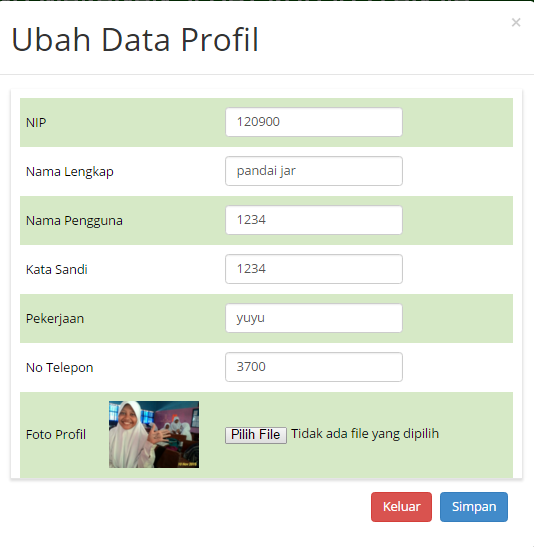 ×
Ubah Data Profil
NIP 120900
Nama Lengkap pandai jar
Nama Pengguna 1234
Kata Sandi 1234
Pekerjaan yuyu
No Telepon 3700
Foto Profil Pilih File Tidak ada file yang dipilih
Keluar Simpan